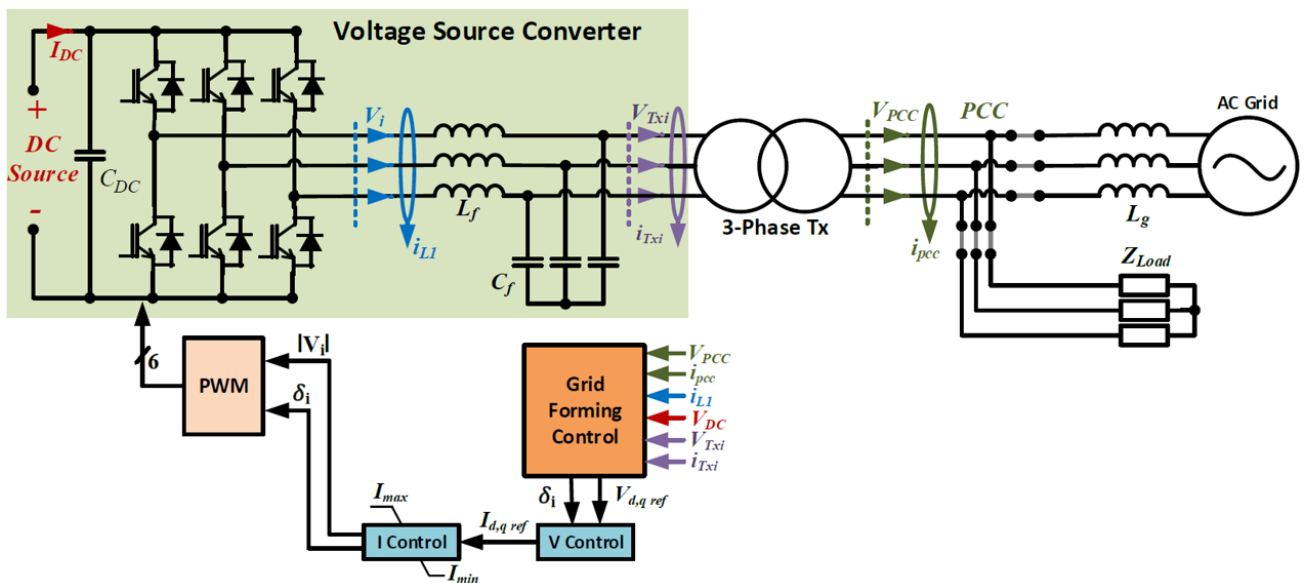 Voltage Source Converter
I_DC
+
DC
Source
-
C_DC
V_i
i_L1
L_f
C_f
V_Txi
i_Txi
3-Phase Tx
V_PCC
PCC
i_pcc
AC Grid
L_g
Z_Load
6
PWM
|V_i|
δ_i
Grid
Forming
Control
V_PCC
i_pcc
i_L1
V_DC
V_Txi
i_Txi
δ_i
V_d,q ref
I_max
I Control
I_min
I_d,q ref
V Control